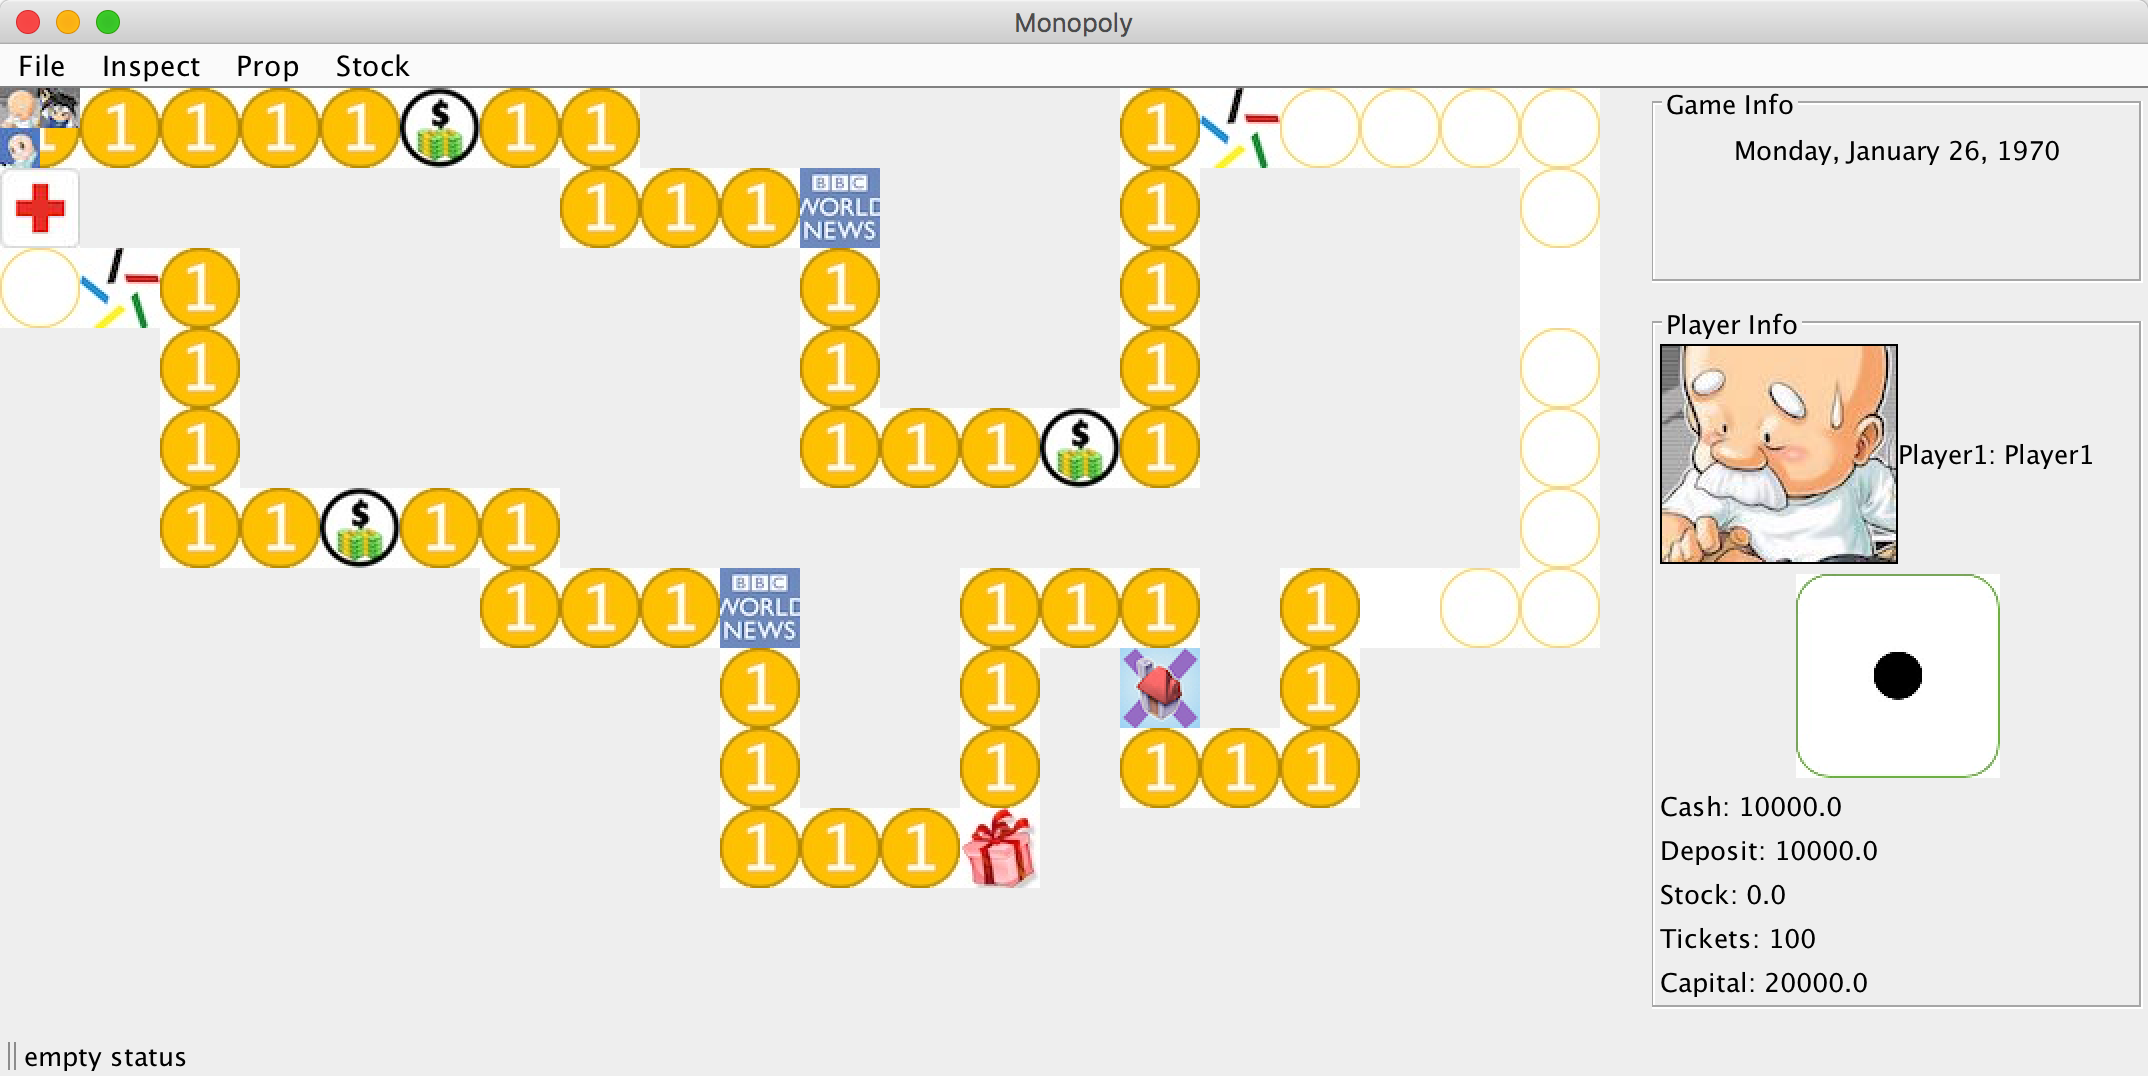 Monopoly
File Inspect Prop Stock
1 1 1 1 $ 1 1 1
1 1 1 BBC WORLD NEWS 1
1 1 1
1 1 1
1 1 1 1 $ 1
1 1 $ 1 1
1 1 1 BBC WORLD NEWS 1 1 1 1
1 1 1
1 1 1 1 1
1 1 1
Game Info
Monday, January 26, 1970
Player Info
Player1: Player1
Cash: 10000.0
Deposit: 10000.0
Stock: 0.0
Tickets: 100
Capital: 20000.0
empty status